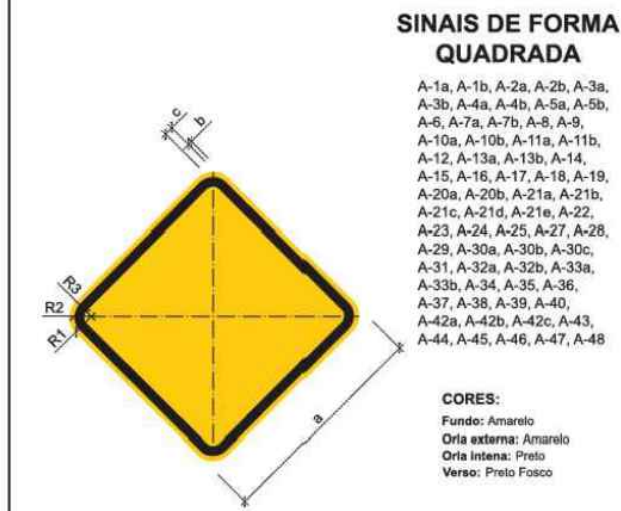 SINAIS DE FORMA
QUADRADA
A-1a, A-1b, A-2a, A-2b, A-3a,
A-3b, A-4a, A-4b, A-5a, A-5b,
A-6, A-7a, A-7b, A-8, A-9,
A-10a, A-10b, A-11a, A-11b,
A-12, A-13a, A-13b, A-14,
A-15, A-16, A-17, A-18, A-19,
A-20a, A-20b, A-21a, A-21b,
A-21c, A-21d, A-21e, A-22,
A-23, A-24, A-25, A-27, A-28,
A-29, A-30a, A-30b, A-30c,
A-31, A-32a, A-32b, A-33a,
A-33b, A-34, A-35, A-36,
A-37, A-38, A-39, A-40,
A-42a, A-42b, A-42c, A-43,
A-44, A-45, A-46, A-47, A-48
c
b
R3
R2
R1
a
CORES:
Fundo: Amarelo
Orla externa: Amarelo
Orla intena: Preto
Verso: Preto Fosco